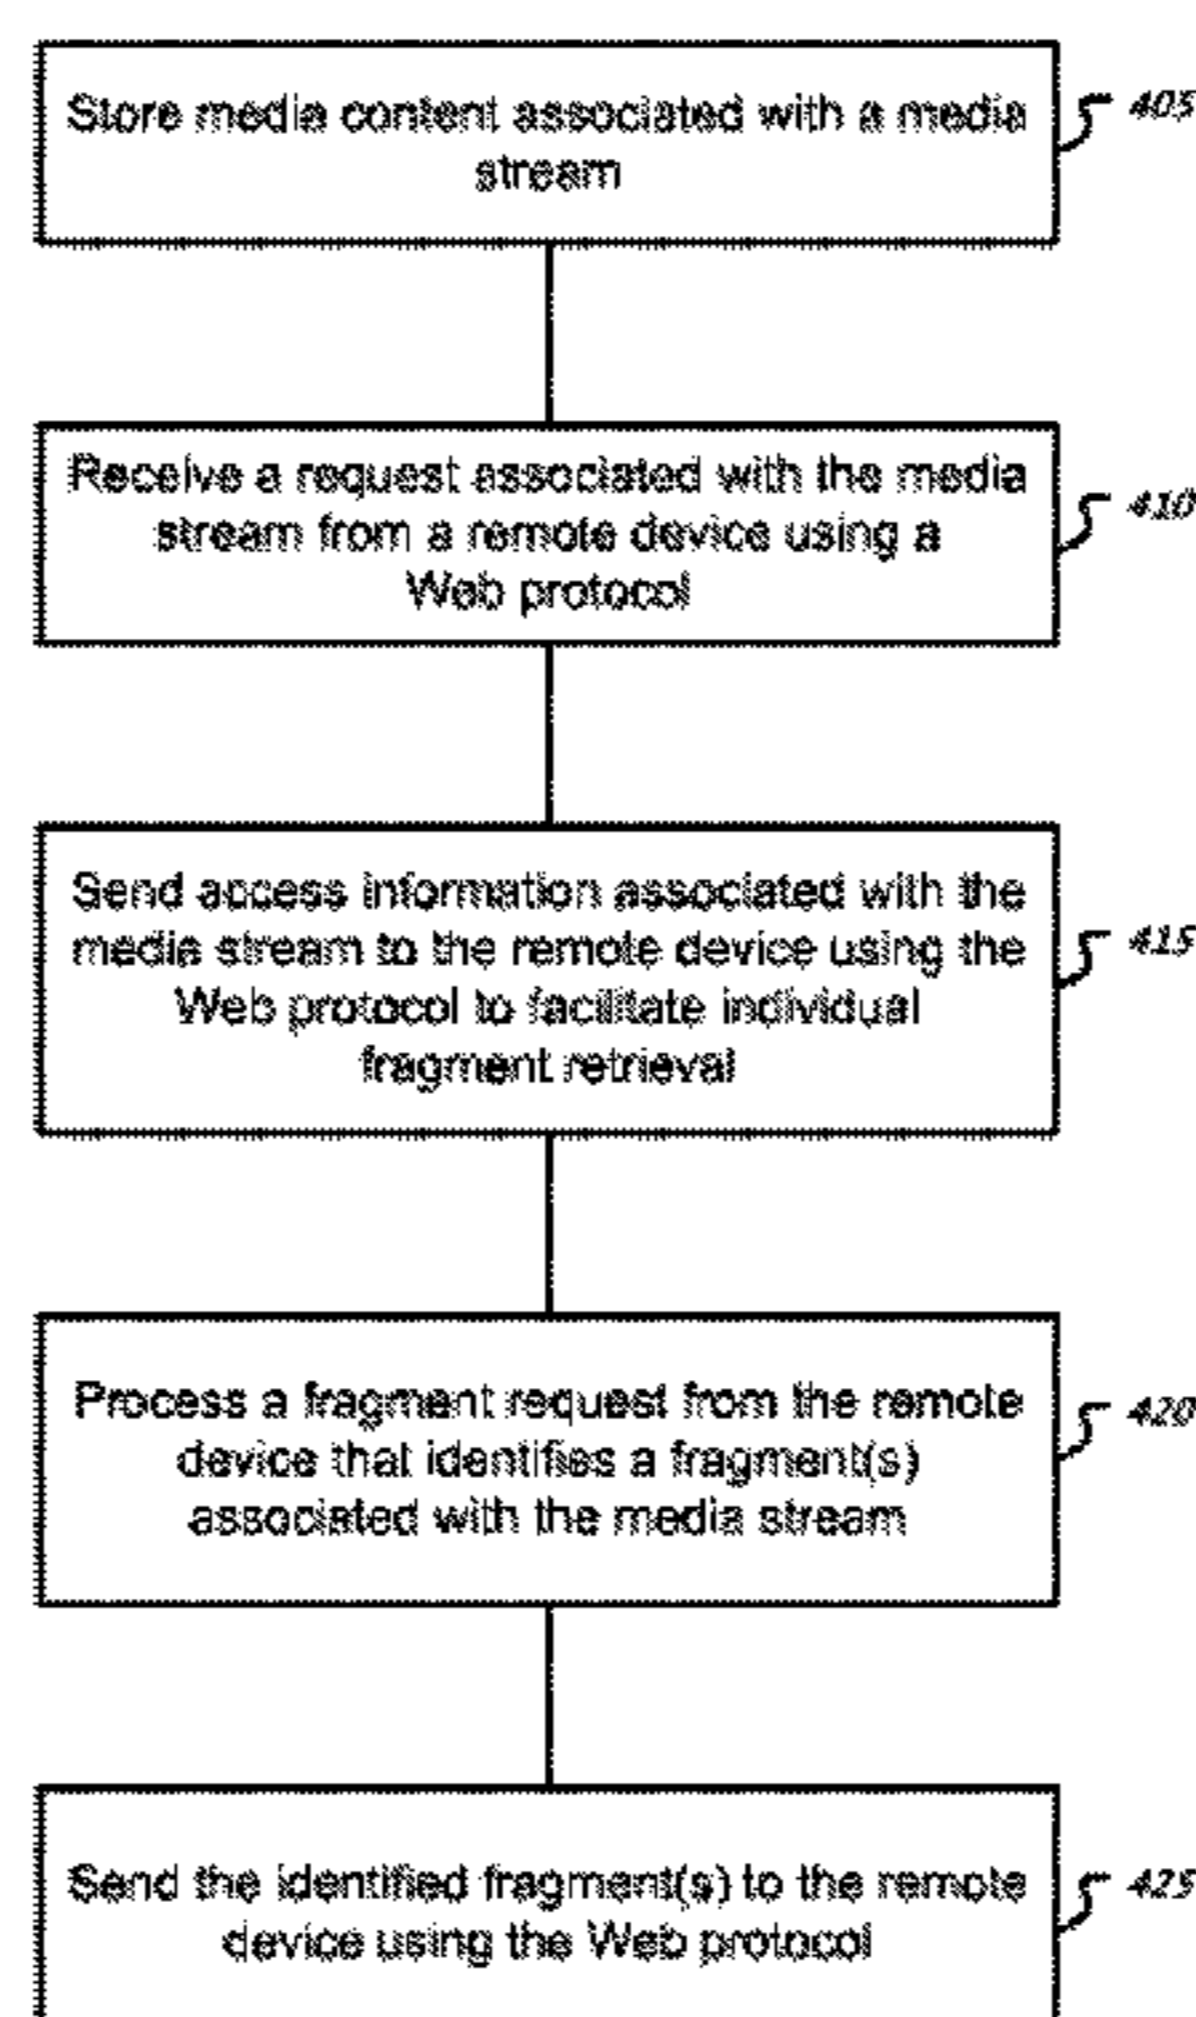 Store media content associated with a media
stream
405
Receive a request associated with the media
stream from a remote device using a
Web protocol
410
Send access information associated with the
media stream to the remote device using the
Web protocol to facilitate individual
fragment retrieval
415
Process a fragment request from the remote
device that identifies a fragment(s)
associated with the media stream
420
Send the identified fragment(s) to the remote
device using the Web protocol
425